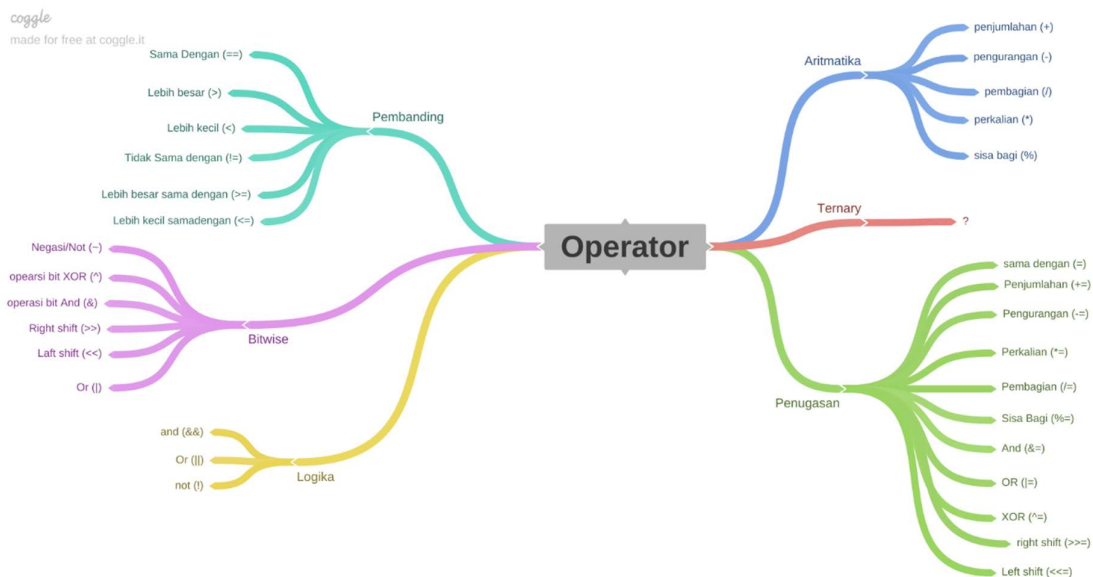 coggle
made for free at coggle.it
Operator
Pembanding
Sama Dengan (==)
Lebih besar (>)
Lebih kecil (<)
Tidak Sama dengan (!=)
Lebih besar sama dengan (>=)
Lebih kecil samadengan (<=)
Bitwise
Negasi/Not (~)
opearsi bit XOR (^)
operasi bit And (&)
Right shift (>>)
Laft shift (<<)
Or (|)
Logika
and (&&)
Or (||)
not (!)
Aritmatika
penjumlahan (+)
pengurangan (-)
pembagian (/)
perkalian (*)
sisa bagi (%)
Ternary
?
Penugasan
sama dengan (=)
Penjumlahan (+=)
Pengurangan (-=)
Perkalian (*=)
Pembagian (/=)
Sisa Bagi (%=)
And (&=)
OR (|=)
XOR (^=)
right shift (>>=)
Left shift (<<=)